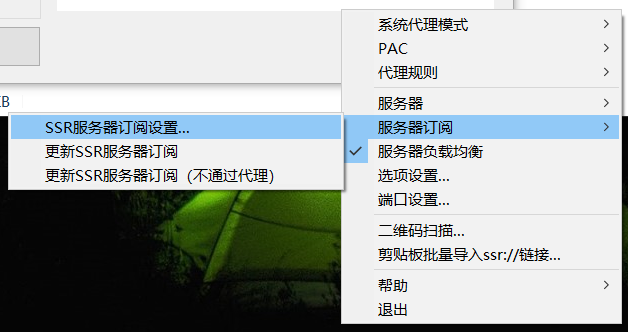 系统代理模式
PAC
代理规则
服务器
服务器订阅
服务器负载均衡
选项设置...
端口设置...
二维码扫描...
剪贴板批量导入ssr://链接...
帮助
退出
SSR服务器订阅设置...
更新SSR服务器订阅
更新SSR服务器订阅（不通过代理）